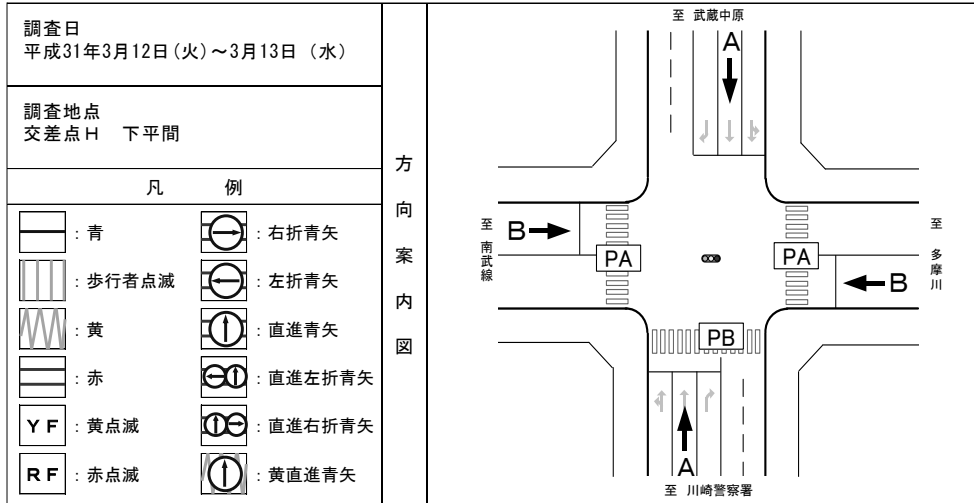 調査日
平成31年3月12日(火)～3月13日 (水)
調査地点
交差点H 下平間
凡 例
: 青
: 右折青矢
: 歩行者点滅
: 左折青矢
: 黄
: 直進青矢
: 赤
: 直進左折青矢
YF : 黄点滅
: 直進右折青矢
RF : 赤点滅
: 黄直進青矢
方向案内図
至 武蔵中原
A
至 南武線
B
PA
PA
B
至 多摩川
PB
A
至 川崎警察署